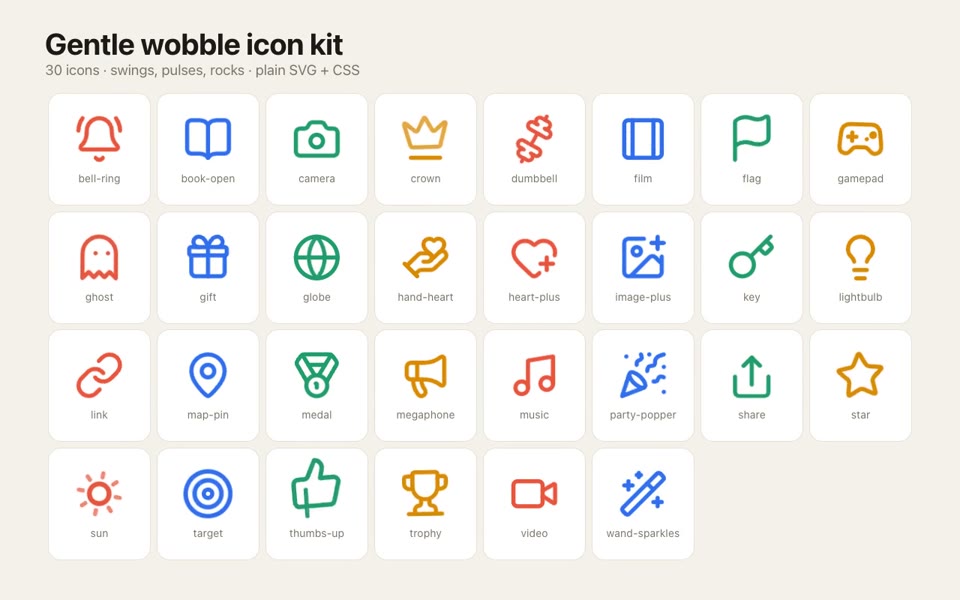 Gentle wobble icon kit
30 icons · swings, pulses, rocks · plain SVG + CSS
bell-ring book-open camera crown dumbbell film flag gamepad
ghost gift globe hand-heart heart-plus image-plus key lightbulb
link map-pin medal megaphone music party-popper share star
sun target thumbs-up trophy video wand-sparkles